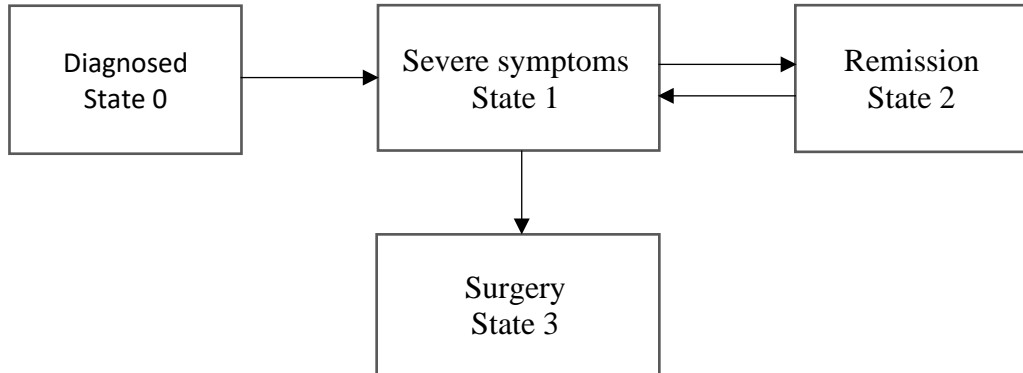 Diagnosed
State 0
Severe symptoms
State 1
Remission
State 2
Surgery
State 3